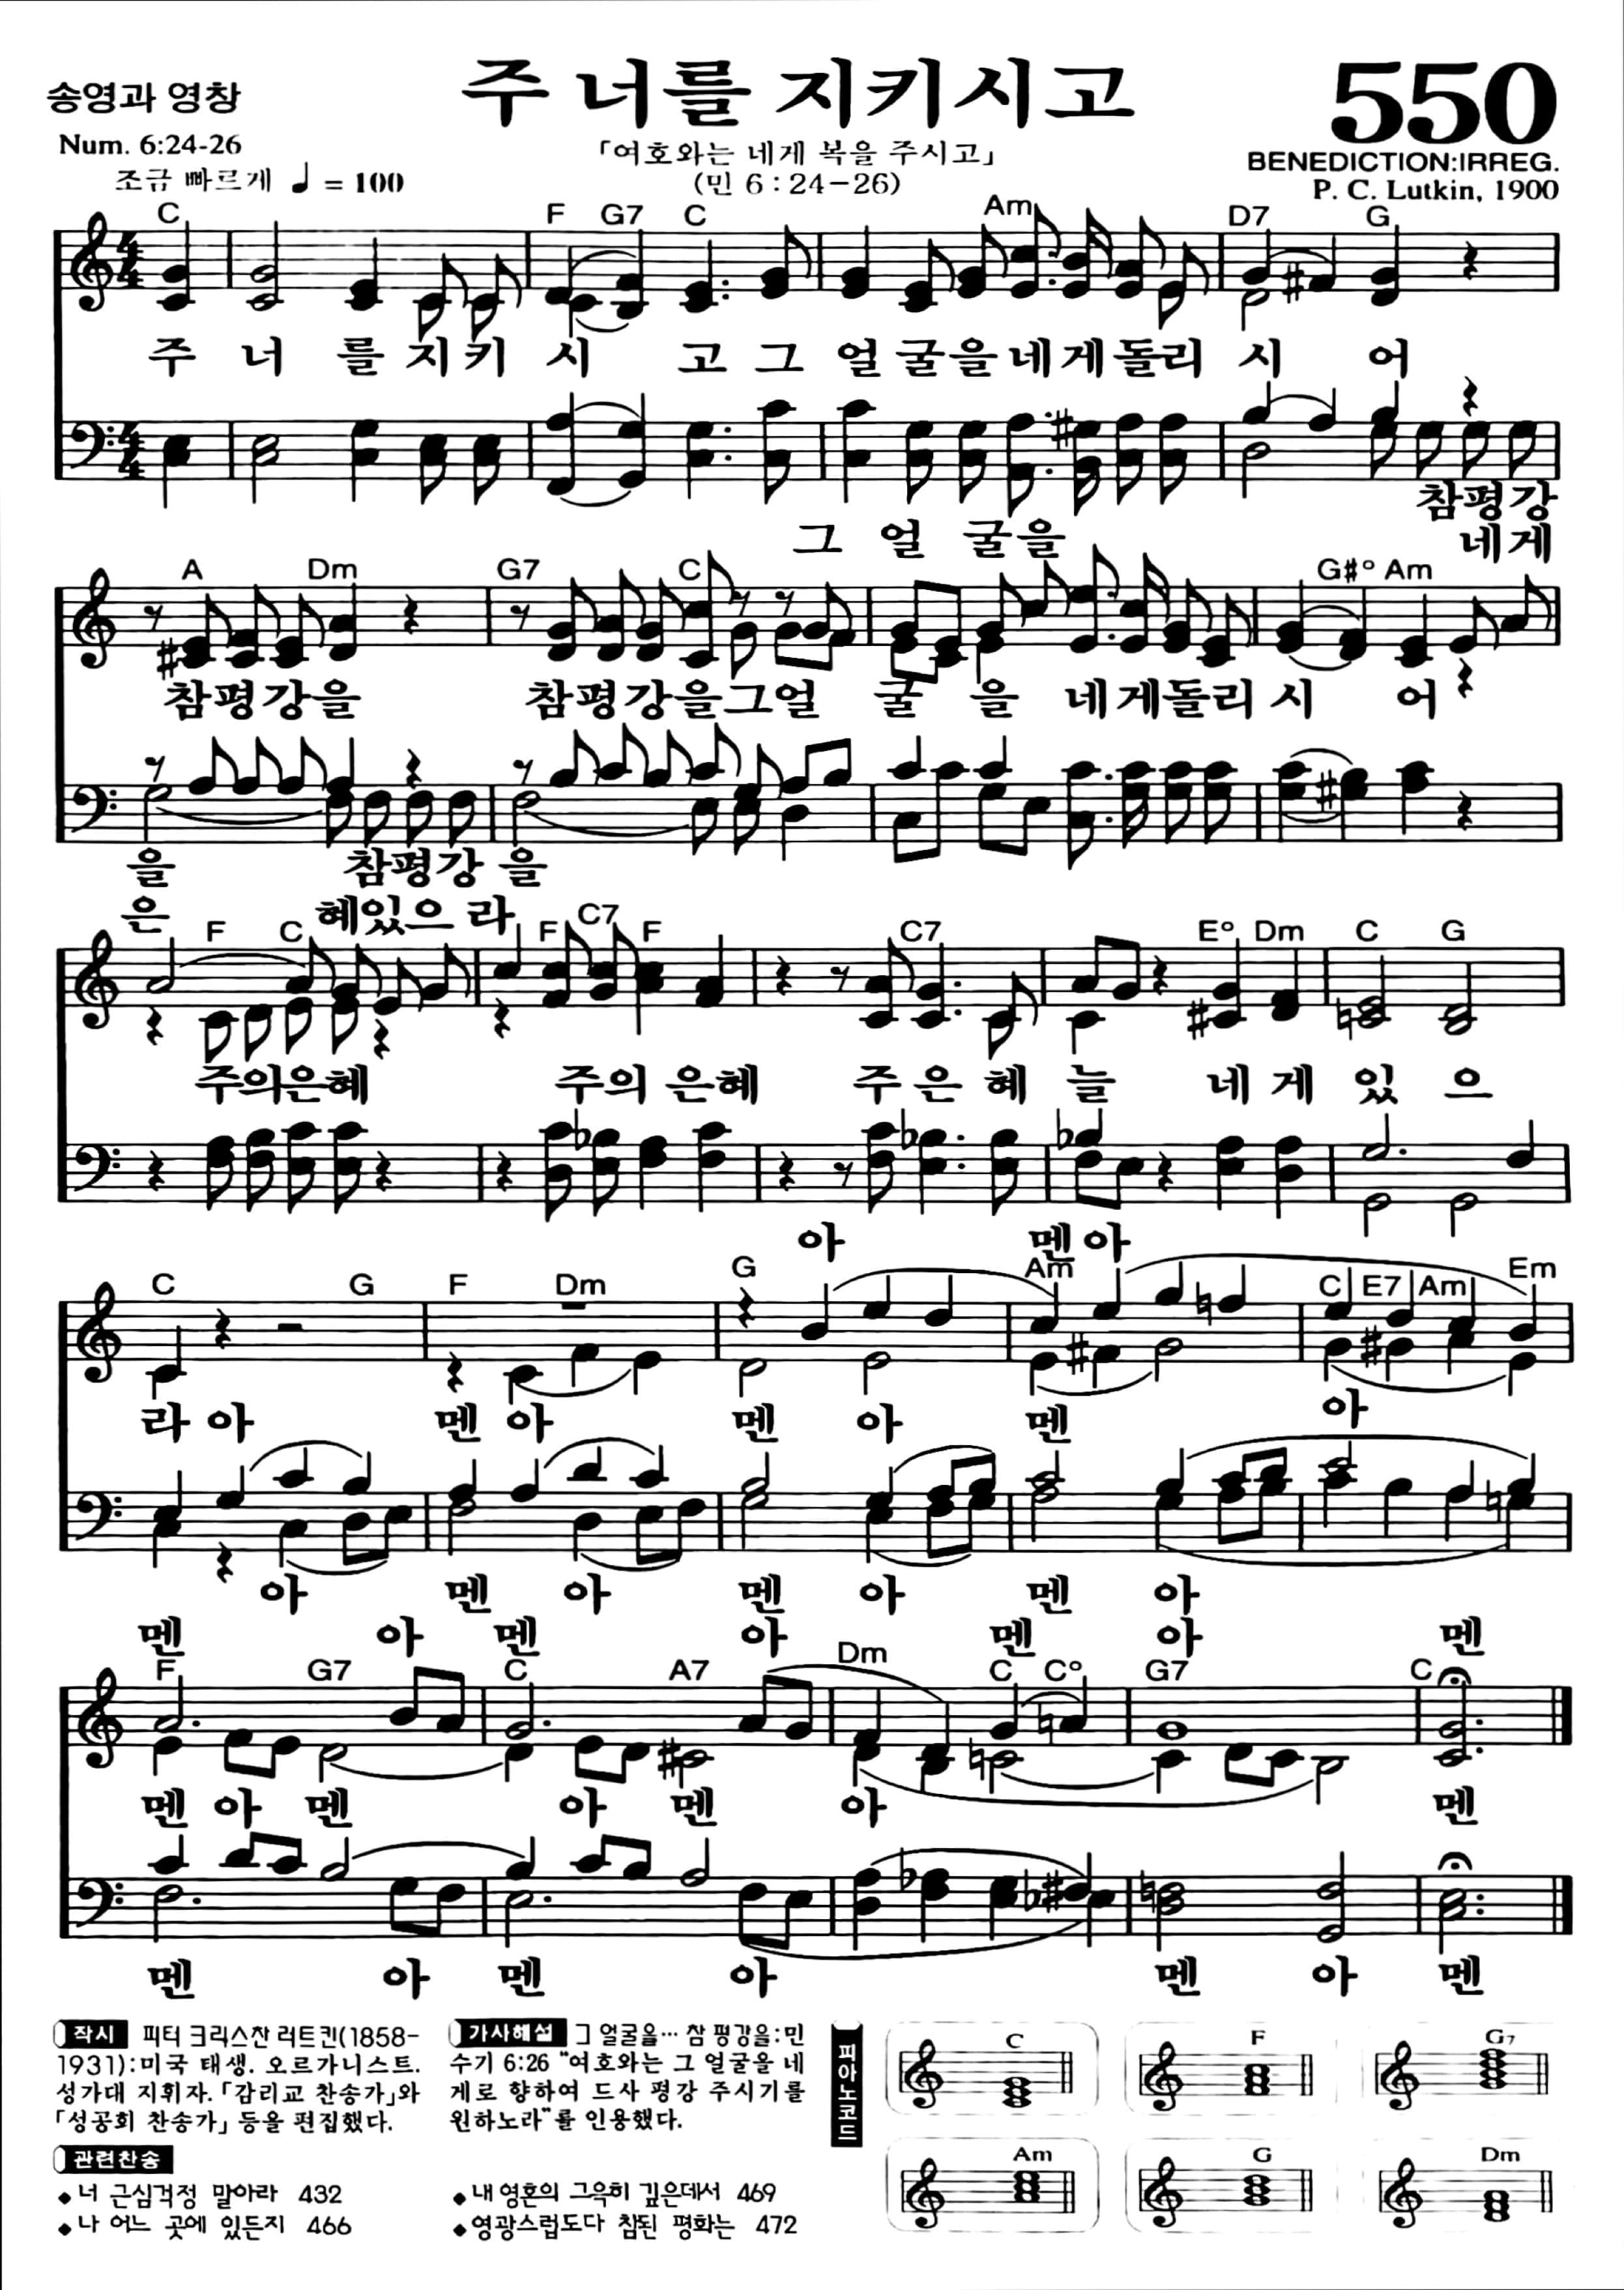 송영과 영창
주 너를 지키시고
550
Num. 6:24-26
「여호와는 네게 복을 주시고」
BENEDICTION:IRREG.
조금 빠르게 ♩ = 100
(민 6 : 24-26)
P. C. Lutkin, 1900
C F G7 C Am D7 G
주 너 를 지 키 시 고 그 얼 굴 을 네 게 돌 리 시 어
참평강
그 얼 굴을 네게
A Dm G7 C G#° Am
참평강을 참평강을그얼 굴 을 네게돌리 시 어
을 참평강 을
은 혜있으 라
F C F C7 F C7 E° Dm C G
주의은혜 주의 은혜 주 은 혜 늘 네 게 있 으
아 멘 아
C G F Dm G Am C E7 Am Em
라 아 멘 아 멘 아 멘 아
아 멘 아 멘 아 멘 아
멘 아 멘 아 멘 아 멘
F G7 C A7 Dm C C° G7 C
멘 아 멘 아 멘 아 멘
멘 아 멘 아 멘 아 멘
작시 피터 크리스찬 러트킨(1858-
1931):미국 태생. 오르가니스트.
성가대 지휘자.「감리교 찬송가」와
「성공회 찬송가」등을 편집했다.
가사해설 그 얼굴을… 참 평강을:민
수기 6:26 "여호와는 그 얼굴을 네
게로 향하여 드사 평강 주시기를
원하노라"를 인용했다.
관련찬송
◆너 근심걱정 말아라 432
◆나 어느 곳에 있든지 466
◆내 영혼의 그윽히 깊은데서 469
◆영광스럽도다 참된 평화는 472
피아노코드
C F G7
Am G Dm